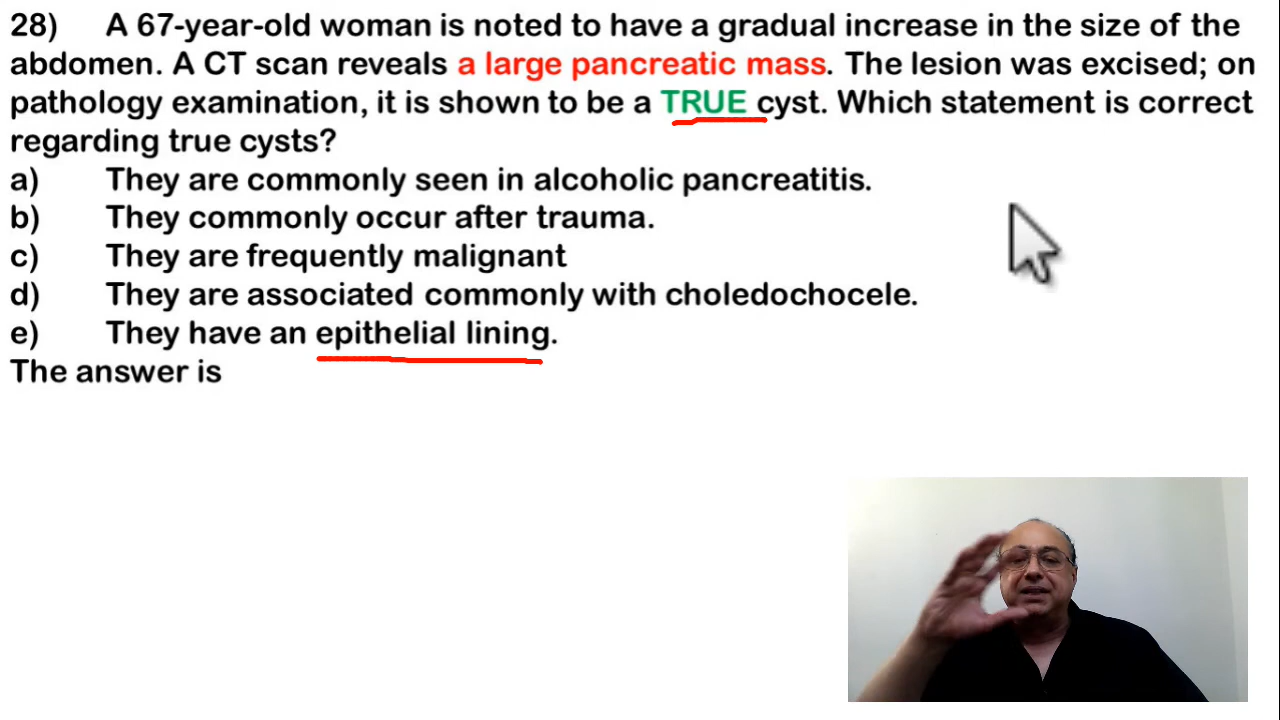 28) A 67-year-old woman is noted to have a gradual increase in the size of the
abdomen. A CT scan reveals a large pancreatic mass. The lesion was excised; on
pathology examination, it is shown to be a TRUE cyst. Which statement is correct
regarding true cysts?
a) They are commonly seen in alcoholic pancreatitis.
b) They commonly occur after trauma.
c) They are frequently malignant
d) They are associated commonly with choledochocele.
e) They have an epithelial lining.
The answer is